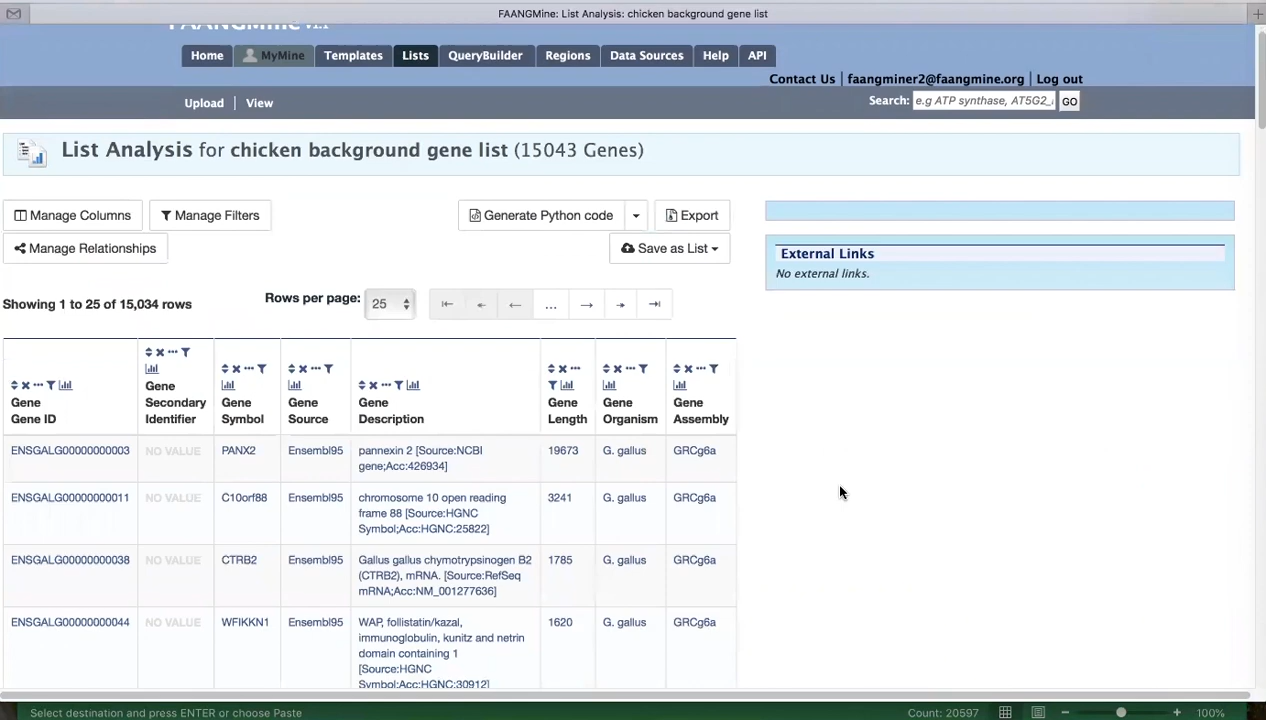 FAANGMine: List Analysis: chicken background gene list
FAANGMine v1.1
Home MyMine Templates Lists QueryBuilder Regions Data Sources Help API
Contact Us | faangminer2@faangmine.org | Log out
Upload | View
Search: e.g ATP synthase, AT5G2_ GO
List Analysis for chicken background gene list (15043 Genes)
Manage Columns Manage Filters Generate Python code Export
Manage Relationships Save as List
External Links
No external links.
Showing 1 to 25 of 15,034 rows Rows per page: 25 ...
Gene Gene ID
Gene Secondary Identifier
Gene Symbol
Gene Source
Gene Description
Gene Length
Gene Organism
Gene Assembly
ENSGALG00000000003 NO VALUE PANX2 Ensembl95 pannexin 2 [Source:NCBI 19673 G. gallus GRCg6a
gene;Acc:426934]
ENSGALG00000000011 NO VALUE C10orf88 Ensembl95 chromosome 10 open reading 3241 G. gallus GRCg6a
frame 88 [Source:HGNC
Symbol;Acc:HGNC:25822]
ENSGALG00000000038 NO VALUE CTRB2 Ensembl95 Gallus gallus chymotrypsinogen B2 1785 G. gallus GRCg6a
(CTRB2), mRNA. [Source:RefSeq
mRNA;Acc:NM_001277636]
ENSGALG00000000044 NO VALUE WFIKKN1 Ensembl95 WAP, follistatin/kazal, 1620 G. gallus GRCg6a
immunoglobulin, kunitz and netrin
domain containing 1
[Source:HGNC
Symbol;Acc:HGNC:30912]
Select destination and press ENTER or choose Paste Count: 20597 100%